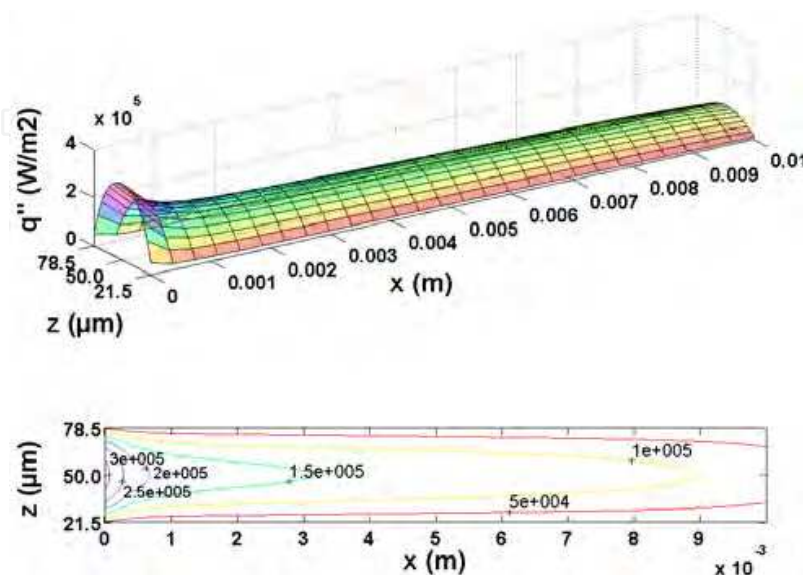 x 10^5
q'' (W/m2)
4
2
0
78.5
50.0
21.5
z (µm)
0
0.001
0.002
0.003
0.004
0.005
0.006
0.007
0.008
0.009
0.01
x (m)
z (µm)
78.5
50.0
21.5
3e+005
2e+005
2.5e+005
1.5e+005
1e+005
5e+004
0 1 2 3 4 5 6 7 8 9
x (m)
x 10^-3